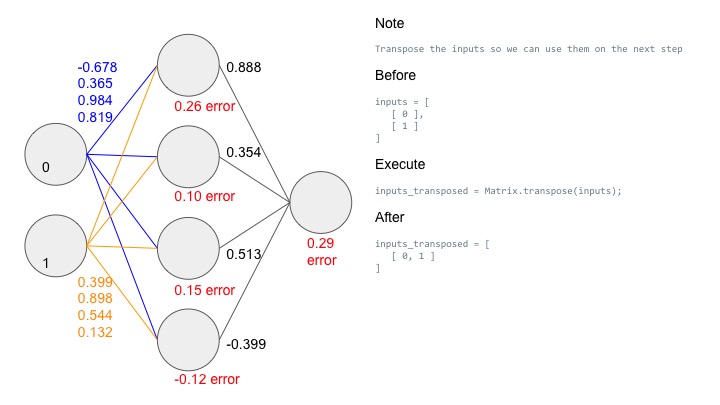 -0.678
0.365
0.984
0.819
0
1
0.399
0.898
0.544
0.132
0.888
0.26 error
0.354
0.10 error
0.513
0.15 error
-0.399
-0.12 error
0.29
error
Note
Transpose the inputs so we can use them on the next step
Before
inputs = [
[ 0 ],
[ 1 ]
]
Execute
inputs_transposed = Matrix.transpose(inputs);
After
inputs_transposed = [
[ 0, 1 ]
]